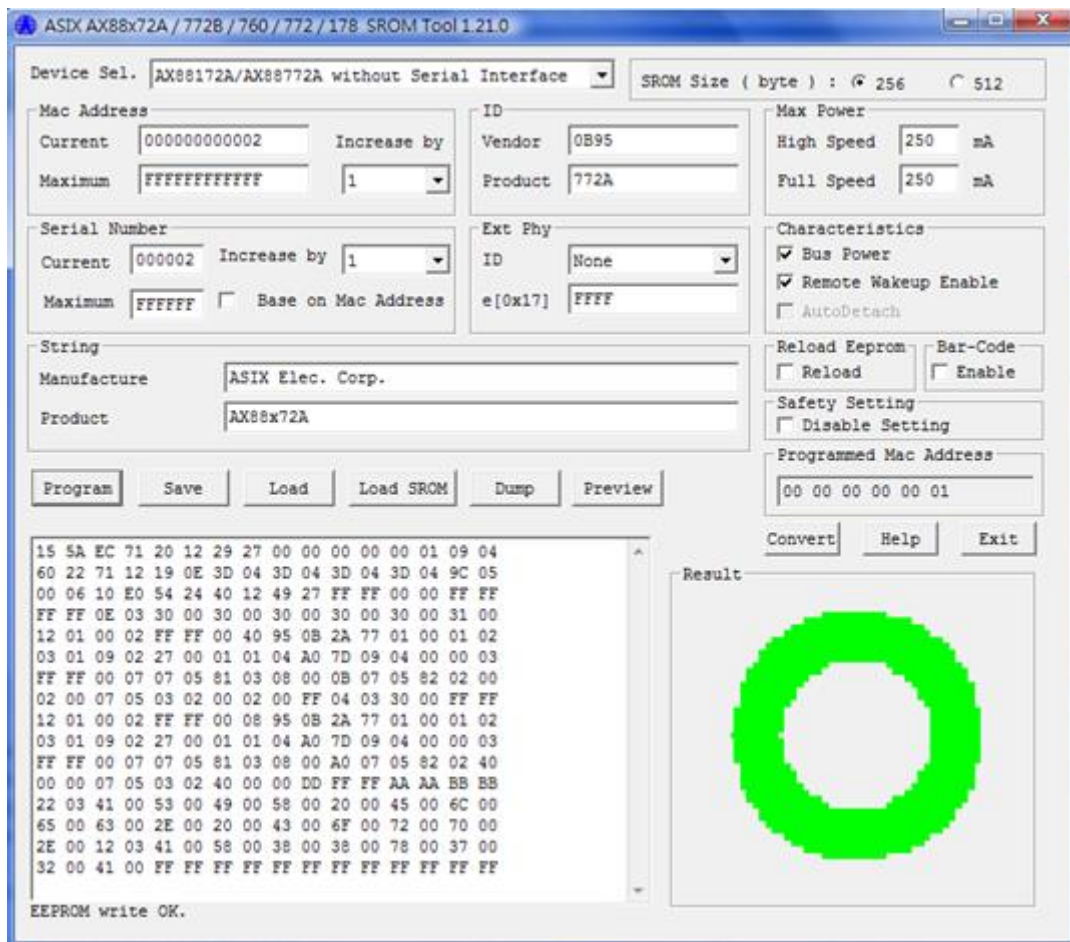 ASIX AX88x72A / 772B / 760 / 772 / 178 SROM Tool 1.21.0
Device Sel. AX88172A/AX88772A without Serial Interface SROM Size ( byte ) : 256 512
Mac Address
Current 000000000002 Increase by
Maximum FFFFFFFFFFFF 1
ID
Vendor 0B95
Product 772A
Max Power
High Speed 250 mA
Full Speed 250 mA
Serial Number
Current 000002 Increase by 1
Maximum FFFFFF Base on Mac Address
Ext Phy
ID None
e[0x17] FFFF
Characteristics
Bus Power
Remote Wakeup Enable
AutoDetach
String
Manufacture ASIX Elec. Corp.
Product AX88x72A
Reload Eeprom
Reload
Bar-Code
Enable
Safety Setting
Disable Setting
Programmed Mac Address
00 00 00 00 00 01
Program Save Load Load SROM Dump Preview
Convert Help Exit
15 5A EC 71 20 12 29 27 00 00 00 00 00 01 09 04
60 22 71 12 19 0E 3D 04 3D 04 3D 04 3D 04 9C 05
00 06 10 E0 54 24 40 12 49 27 FF FF 00 00 FF FF
FF FF 0E 03 30 00 30 00 30 00 30 00 30 00 31 00
12 01 00 02 FF FF 00 40 95 0B 2A 77 01 00 01 02
03 01 09 02 27 00 01 01 04 A0 7D 09 04 00 00 03
FF FF 00 07 07 05 81 03 08 00 0B 07 05 82 02 00
02 00 07 05 03 02 00 02 00 FF 04 03 30 00 FF FF
12 01 00 02 FF FF 00 08 95 0B 2A 77 01 00 01 02
03 01 09 02 27 00 01 01 04 A0 7D 09 04 00 00 03
FF FF 00 07 07 05 81 03 08 00 A0 07 05 82 02 40
00 00 07 05 03 02 40 00 00 DD FF FF AA AA BB BB
22 03 41 00 53 00 49 00 58 00 20 00 45 00 6C 00
65 00 63 00 2E 00 20 00 43 00 6F 00 72 00 70 00
2E 00 12 03 41 00 58 00 38 00 38 00 78 00 37 00
32 00 41 00 FF FF FF FF FF FF FF FF FF FF FF FF
Result
EEPROM write OK.